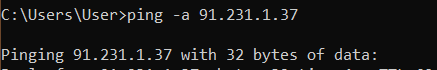 C:\Users\User>ping -a 91.231.1.37
Pinging 91.231.1.37 with 32 bytes of data: